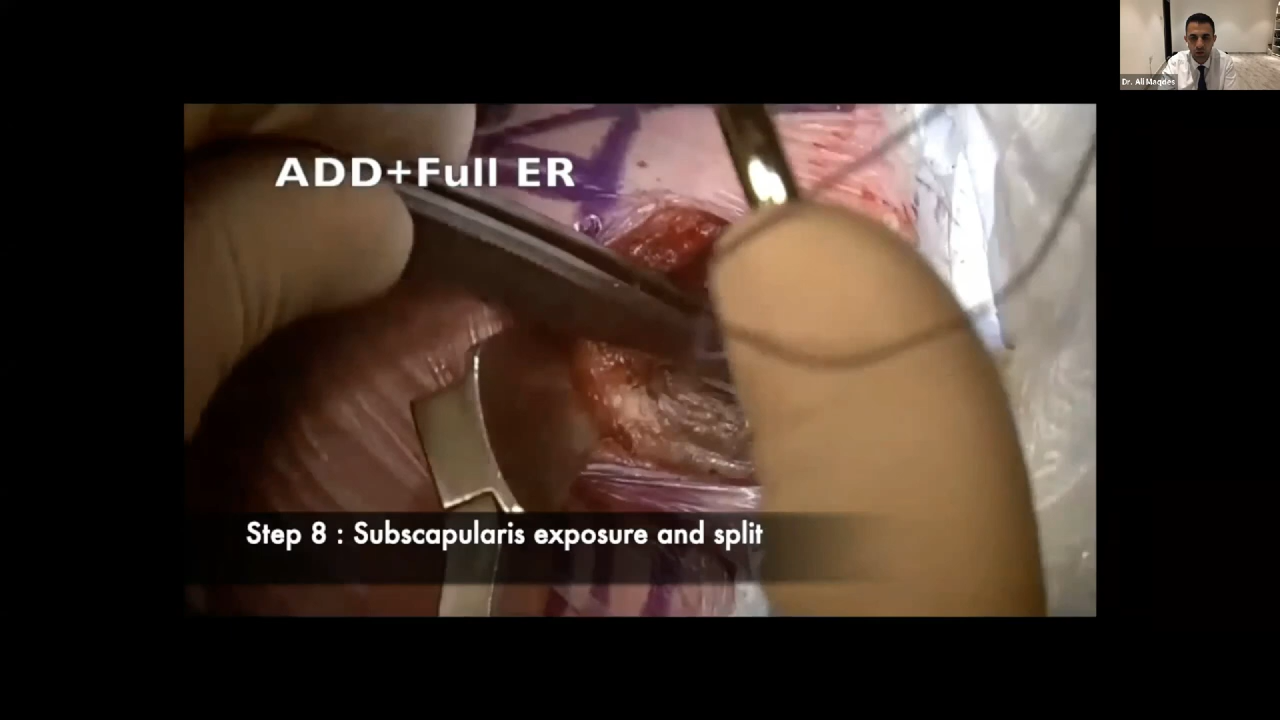 Dr. Ali Maqdes
ADD+Full ER
Step 8 : Subscapularis exposure and split